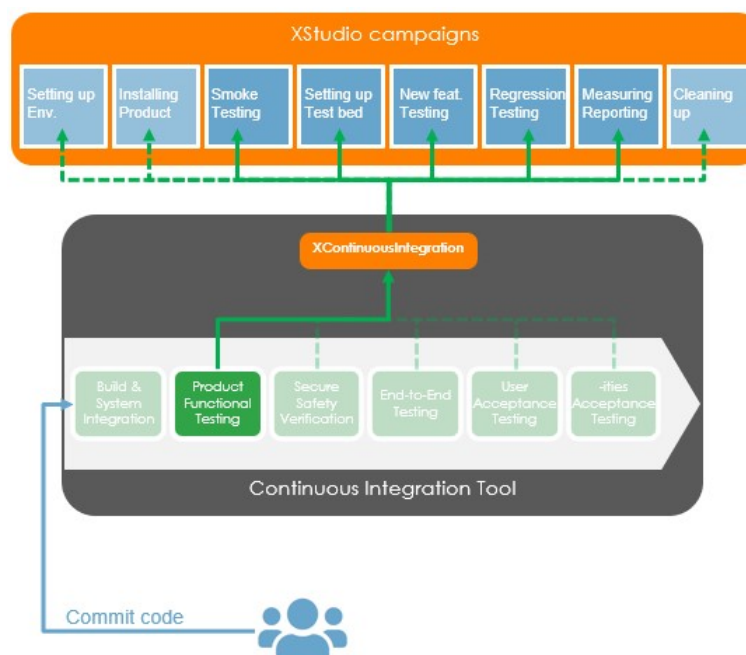 XStudio campaigns
Setting up
Env.
Installing
Product
Smoke
Testing
Setting up
Test bed
New feat.
Testing
Regression
Testing
Measuring
Reporting
Cleaning
up
XContinuousIntegration
Build &
System
Integration
Product
Functional
Testing
Secure
Safety
Verification
End-to-End
Testing
User
Acceptance
Testing
-ities
Acceptance
Testing
Continuous Integration Tool
Commit code